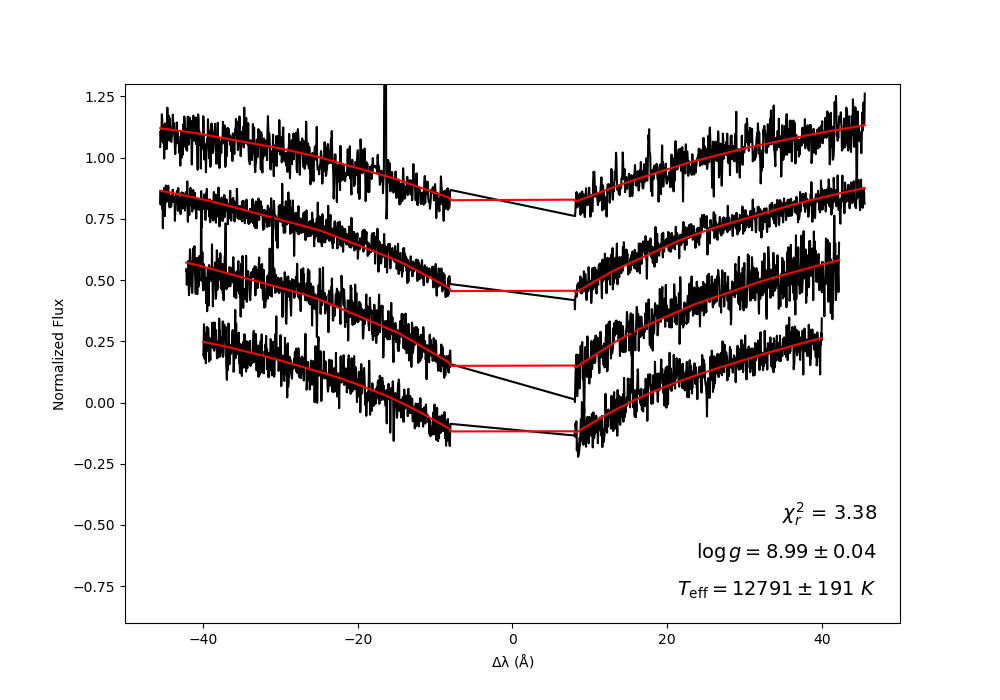 1.25
1.00
0.75
0.50
0.25
0.00
−0.25
−0.50
−0.75
Normalized Flux
−40
−20
0
20
40
Δλ (Å)
χ²ᵣ = 3.38
log g = 8.99 ± 0.04
T_eff = 12791 ± 191 K